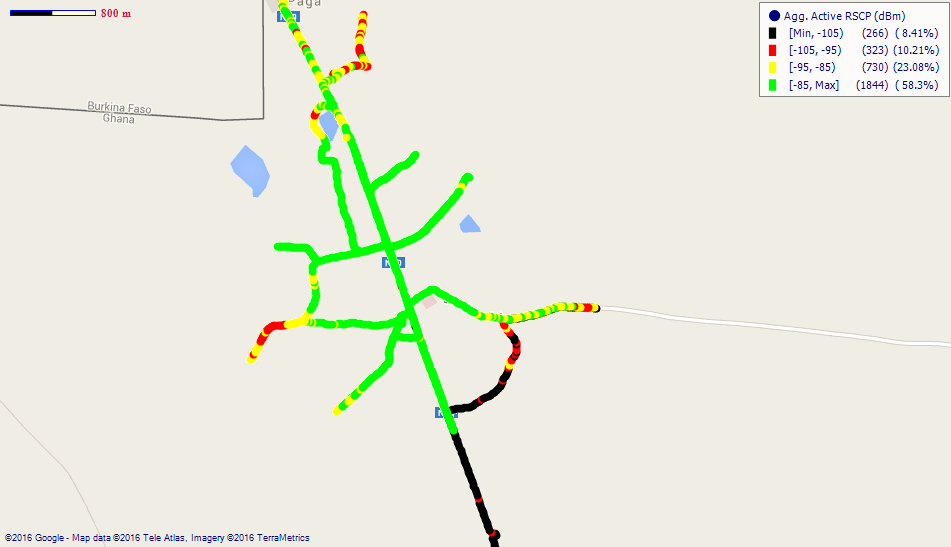 800 m
Paga
Agg. Active RSCP (dBm)
[Min, -105) (266) ( 8.41%)
[-105, -95) (323) (10.21%)
[-95, -85) (730) (23.08%)
[-85, Max] (1844) ( 58.3%)
Burkina Faso
Ghana
©2016 Google - Map data ©2016 Tele Atlas, Imagery ©2016 TerraMetrics